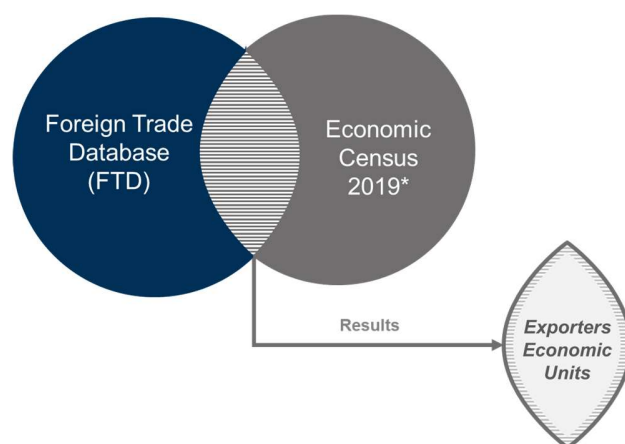 Foreign Trade
Database
(FTD)
Economic
Census
2019*
Results
Exporters
Economic
Units